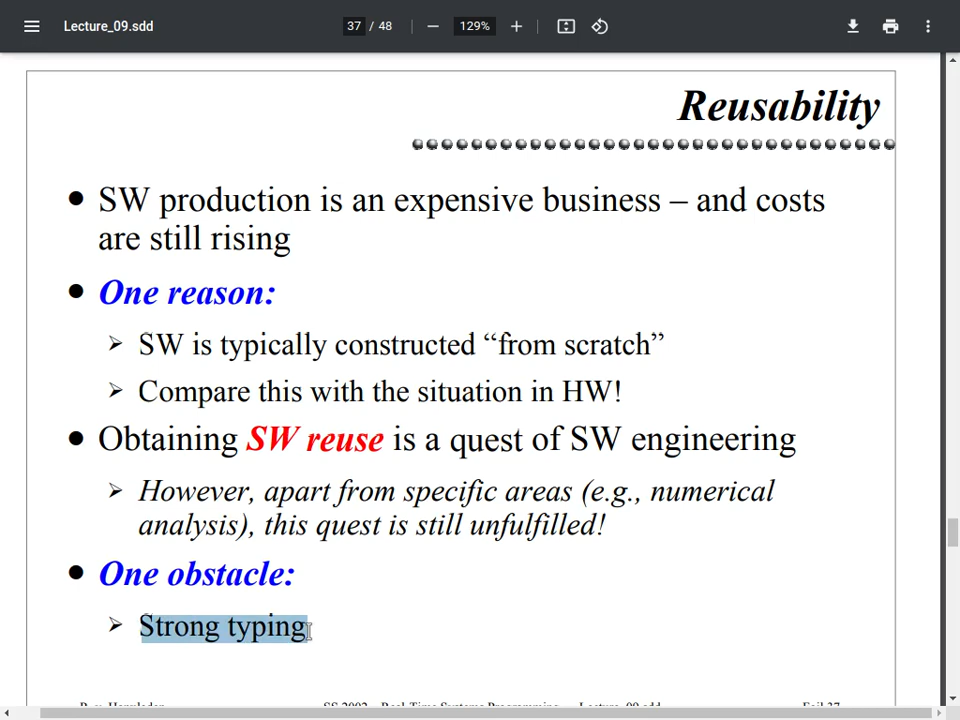 Lecture_09.sdd
37 / 48
129%
Reusability
SW production is an expensive business – and costs
are still rising
One reason:
SW is typically constructed “from scratch”
Compare this with the situation in HW!
Obtaining SW reuse is a quest of SW engineering
However, apart from specific areas (e.g., numerical
analysis), this quest is still unfulfilled!
One obstacle:
Strong typing